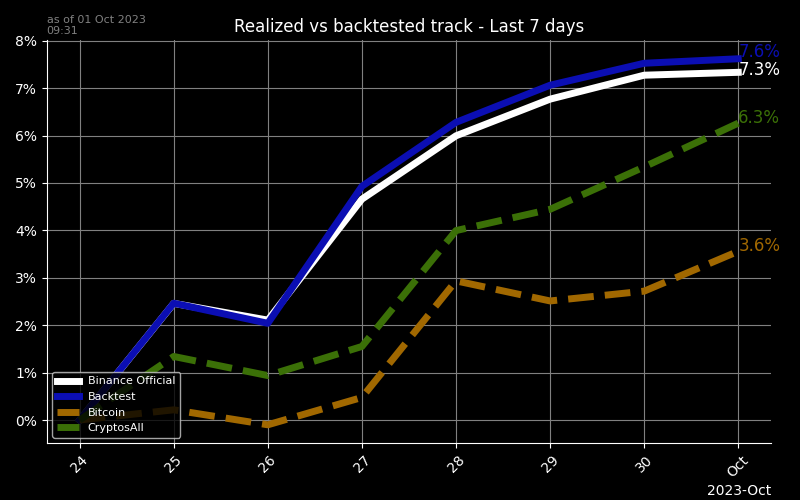 as of 01 Oct 2023
09:31
Realized vs backtested track - Last 7 days
8%
7%
6%
5%
4%
3%
2%
1%
0%
7.6%
7.3%
6.3%
3.6%
Binance Official
Backtest
Bitcoin
CryptosAll
24
25
26
27
28
29
30
Oct
2023-Oct